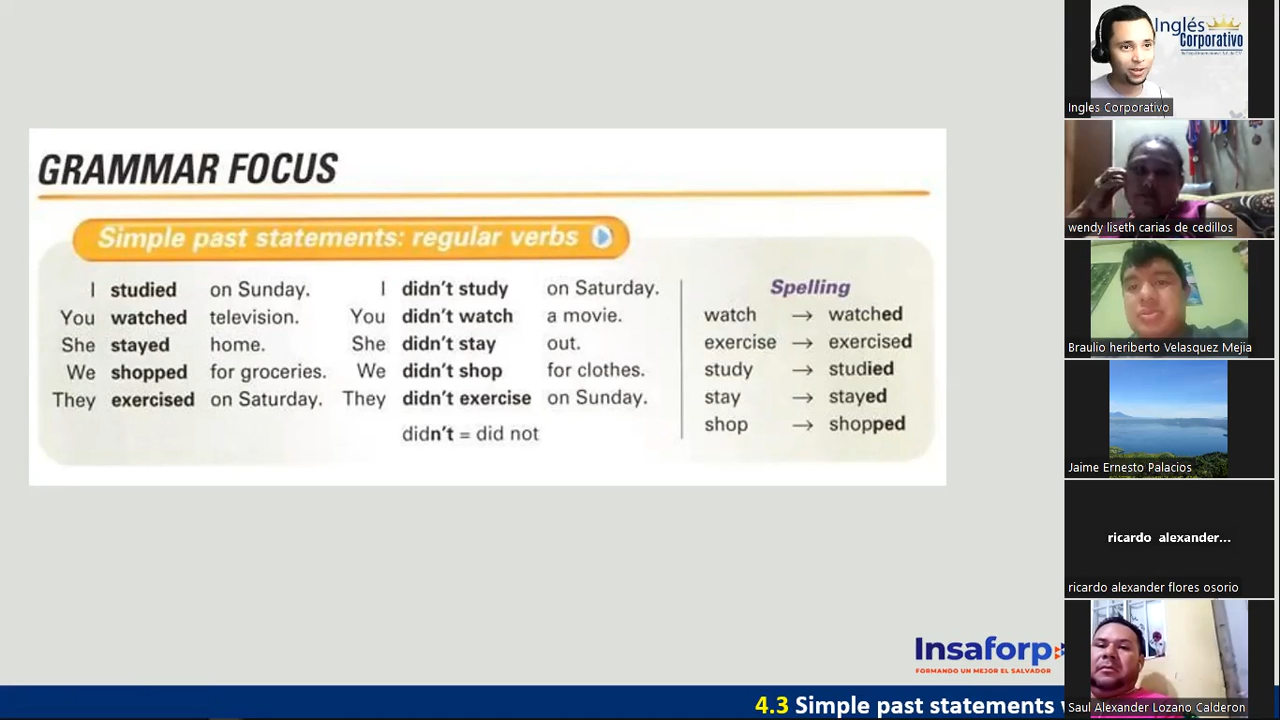 GRAMMAR FOCUS
Simple past statements: regular verbs
I studied on Sunday. I didn't study on Saturday.
You watched television. You didn't watch a movie.
She stayed home. She didn't stay out.
We shopped for groceries. We didn't shop for clothes.
They exercised on Saturday. They didn't exercise on Sunday.
didn't = did not
Spelling
watch → watched
exercise → exercised
study → studied
stay → stayed
shop → shopped
Insaforp
FORMANDO UN MEJOR EL SALVADOR
4.3 Simple past statements
Inglés
Corporativo
Ingles Corporativo
wendy liseth carias de cedillos
Braulio heriberto Velasquez Mejia
Jaime Ernesto Palacios
ricardo alexander...
ricardo alexander flores osorio
Saul Alexander Lozano Calderon